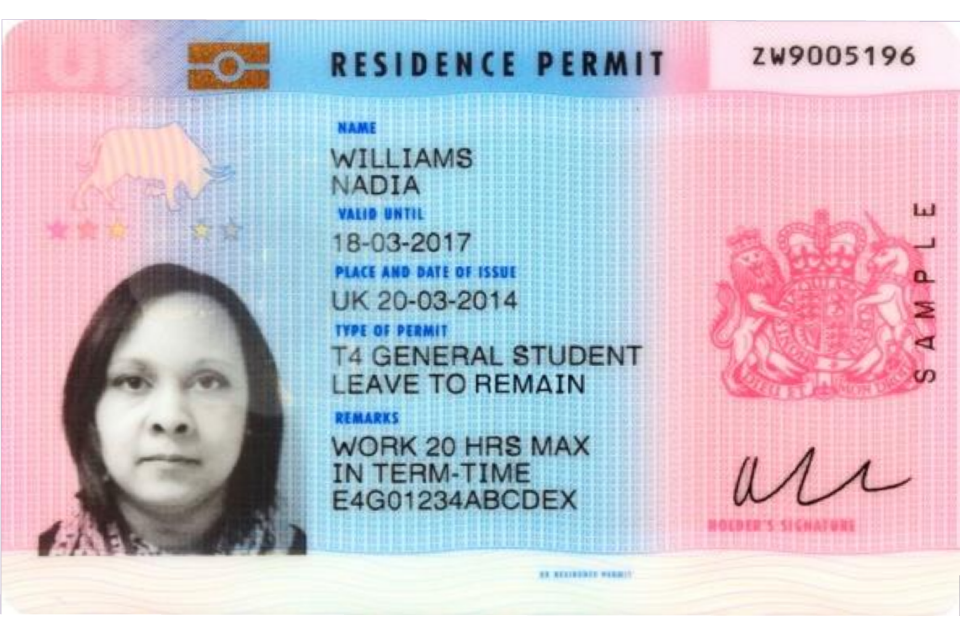 UK
RESIDENCE PERMIT
ZW9005196
NAME
WILLIAMS
NADIA
VALID UNTIL
18-03-2017
PLACE AND DATE OF ISSUE
UK 20-03-2014
TYPE OF PERMIT
T4 GENERAL STUDENT
LEAVE TO REMAIN
REMARKS
WORK 20 HRS MAX
IN TERM-TIME
E4G01234ABCDEX
SAMPLE
HOLDER'S SIGNATURE
UK RESIDENCE PERMIT